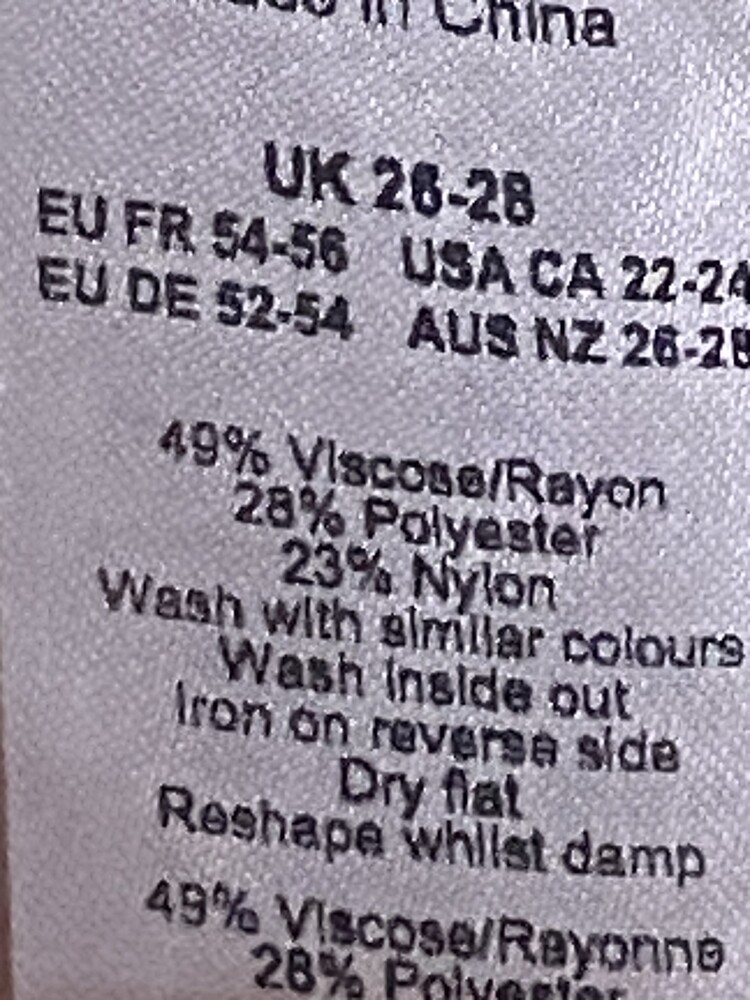 Made in China
UK 26-28
EU FR 54-56 USA CA 22-24
EU DE 52-54 AUS NZ 26-28
49% Viscose/Rayon
28% Polyester
23% Nylon
Wash with similar colours
Wash inside out
Iron on reverse side
Dry flat
Reshape whilst damp
49% Viscose/Rayonne
28% Polyester